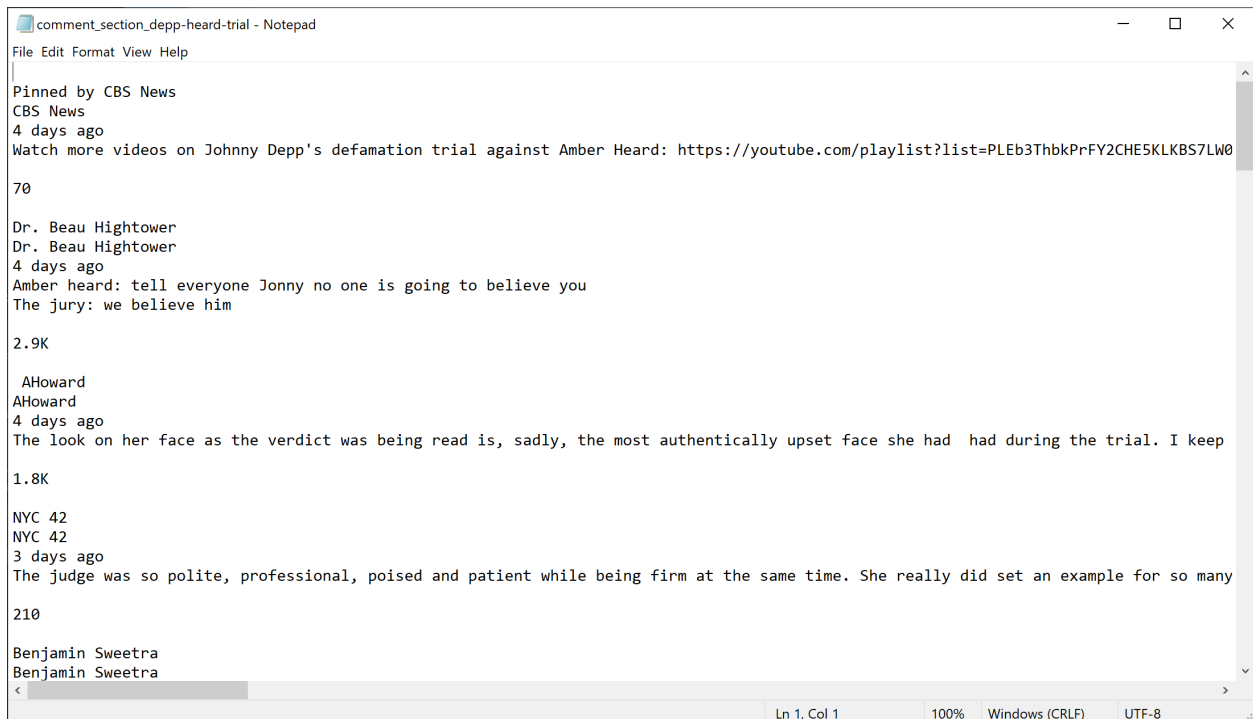 comment_section_depp-heard-trial - Notepad
File Edit Format View Help
Pinned by CBS News
CBS News
4 days ago
Watch more videos on Johnny Depp's defamation trial against Amber Heard: https://youtube.com/playlist?list=PLEb3ThbkPrFY2CHE5KLKBS7LW0
70
Dr. Beau Hightower
Dr. Beau Hightower
4 days ago
Amber heard: tell everyone Jonny no one is going to believe you
The jury: we believe him
2.9K
AHoward
AHoward
4 days ago
The look on her face as the verdict was being read is, sadly, the most authentically upset face she had  had during the trial. I keep
1.8K
NYC 42
NYC 42
3 days ago
The judge was so polite, professional, poised and patient while being firm at the same time. She really did set an example for so many
210
Benjamin Sweetra
Benjamin Sweetra
Ln 1, Col 1 100% Windows (CRLF) UTF-8